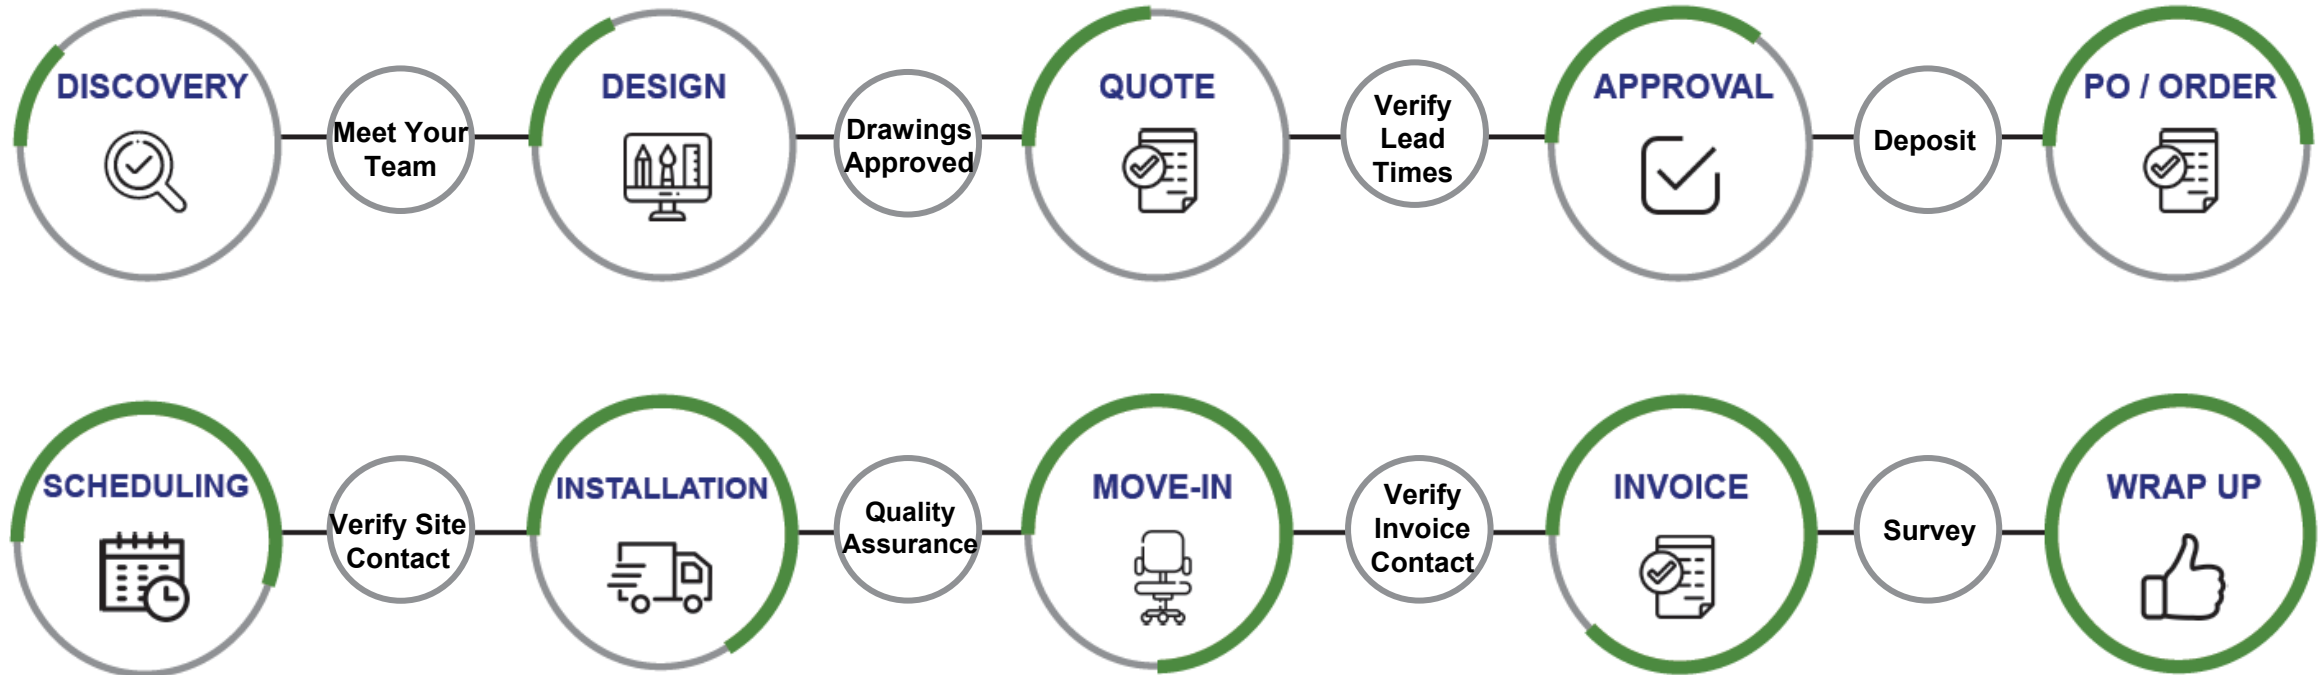 DISCOVERY
Meet Your
Team
DESIGN
Drawings
Approved
QUOTE
Verify
Lead
Times
APPROVAL
Deposit
PO / ORDER
SCHEDULING
Verify Site
Contact
INSTALLATION
Quality
Assurance
MOVE-IN
Verify
Invoice
Contact
INVOICE
Survey
WRAP UP